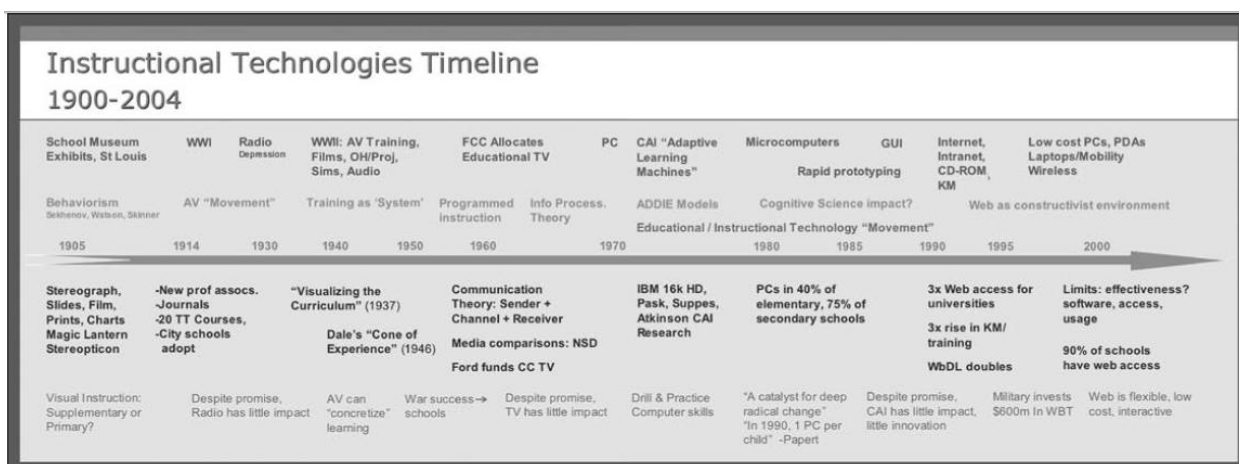 Instructional Technologies Timeline
1900-2004
School Museum
Exhibits, St Louis
WWI
Radio
Depression
WWII: AV Training,
Films, OH/Proj,
Sims, Audio
FCC Allocates
Educational TV
PC
CAI “Adaptive
Learning
Machines”
Microcomputers
GUI
Rapid prototyping
Internet,
Intranet,
CD-ROM,
KM
Low cost PCs, PDAs
Laptops/Mobility
Wireless
Behaviorism
Sekhenov, Watson, Skinner
AV “Movement”
Training as ‘System’
Programmed
instruction
Info Process.
Theory
ADDIE Models
Cognitive Science impact?
Web as constructivist environment
Educational / Instructional Technology “Movement”
1905
1914
1930
1940
1950
1960
1970
1980
1985
1990
1995
2000
Stereograph,
Slides, Film,
Prints, Charts
Magic Lantern
Stereopticon
-New prof assocs.
-Journals
-20 TT Courses,
-City schools
adopt
“Visualizing the
Curriculum” (1937)
Dale’s “Cone of
Experience” (1946)
Communication
Theory: Sender +
Channel + Receiver
Media comparisons: NSD
Ford funds CC TV
IBM 16k HD,
Pask, Suppes,
Atkinson CAI
Research
PCs in 40% of
elementary, 75% of
secondary schools
3x Web access for
universities
3x rise in KM/
training
WbDL doubles
Limits: effectiveness?
software, access,
usage
90% of schools
have web access
Visual Instruction:
Supplementary or
Primary?
Despite promise,
Radio has little impact
AV can
“concretize”
learning
War success→
schools
Despite promise,
TV has little impact
Drill & Practice
Computer skills
“A catalyst for deep
radical change”
“In 1990, 1 PC per
child” -Papert
Despite promise,
CAI has little impact,
little innovation
Military invests
$600m In WBT
Web is flexible, low
cost, interactive